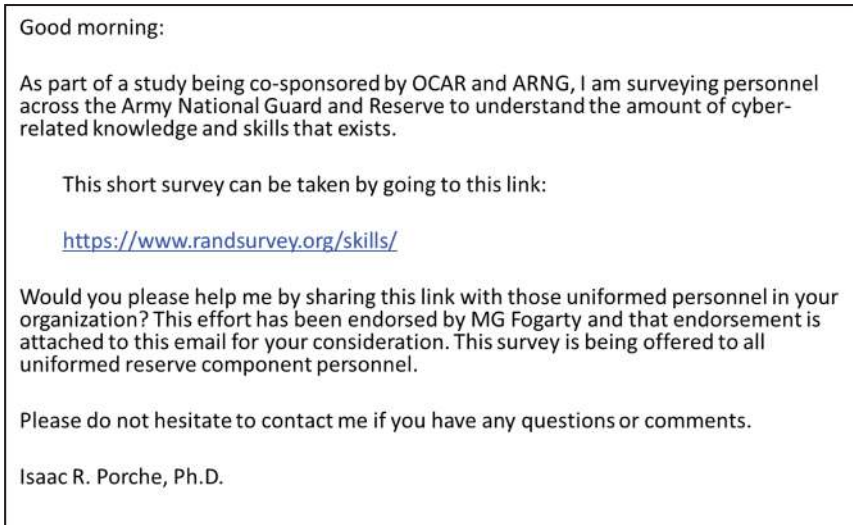 Good morning:
As part of a study being co-sponsored by OCAR and ARNG, I am surveying personnel
across the Army National Guard and Reserve to understand the amount of cyber-
related knowledge and skills that exists.
This short survey can be taken by going to this link:
https://www.randsurvey.org/skills/
Would you please help me by sharing this link with those uniformed personnel in your
organization? This effort has been endorsed by MG Fogarty and that endorsement is
attached to this email for your consideration. This survey is being offered to all
uniformed reserve component personnel.
Please do not hesitate to contact me if you have any questions or comments.
Isaac R. Porche, Ph.D.